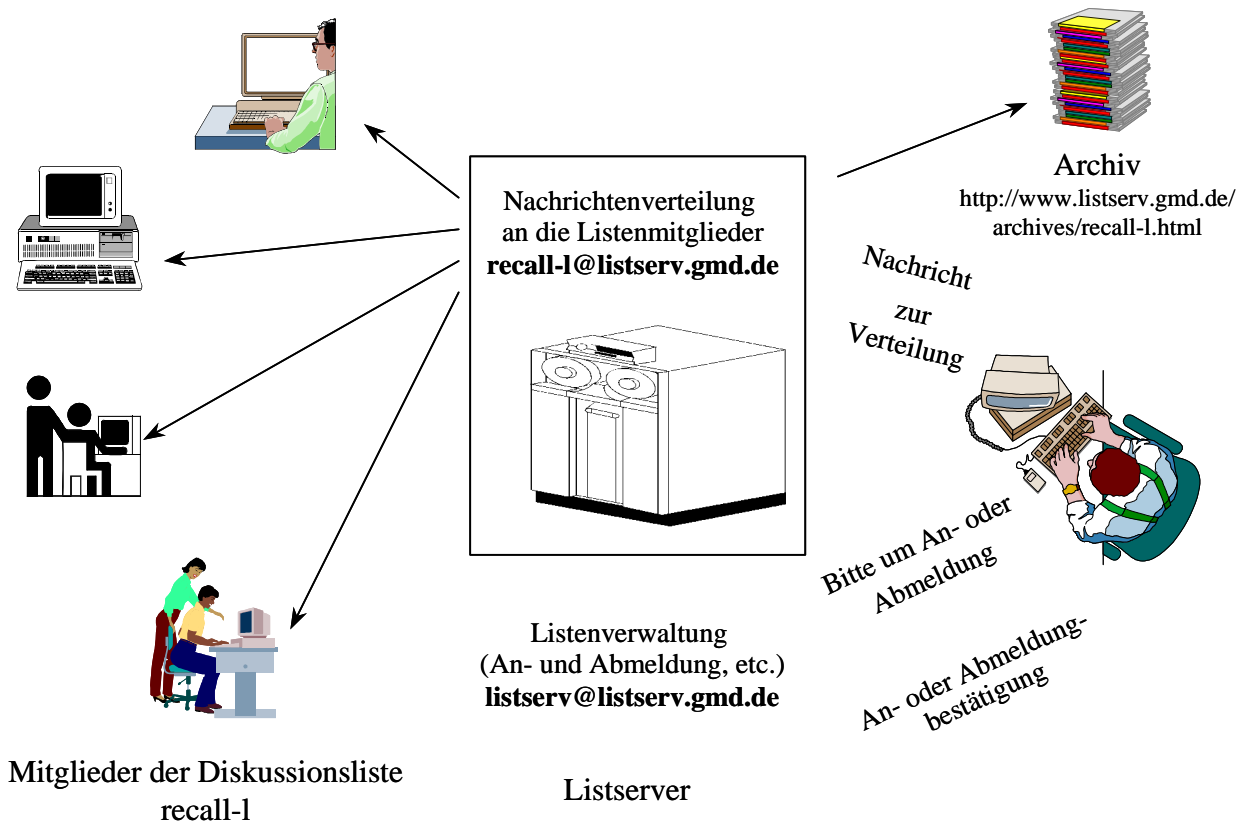 Nachrichtenverteilung
an die Listenmitglieder
recall-l@listserv.gmd.de
Archiv
http://www.listserv.gmd.de/
archives/recall-l.html
Nachricht
zur
Verteilung
Bitte um An- oder
Abmeldung
An- oder Abmeldung-
bestätigung
Listenverwaltung
(An- und Abmeldung, etc.)
listserv@listserv.gmd.de
Mitglieder der Diskussionsliste
recall-l
Listserver